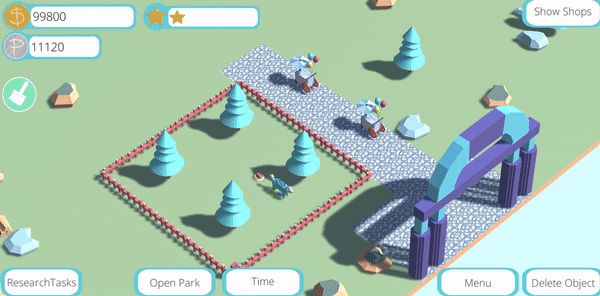 99800
Show Shops
11120
ResearchTasks
Open Park
Time
Menu
Delete Object